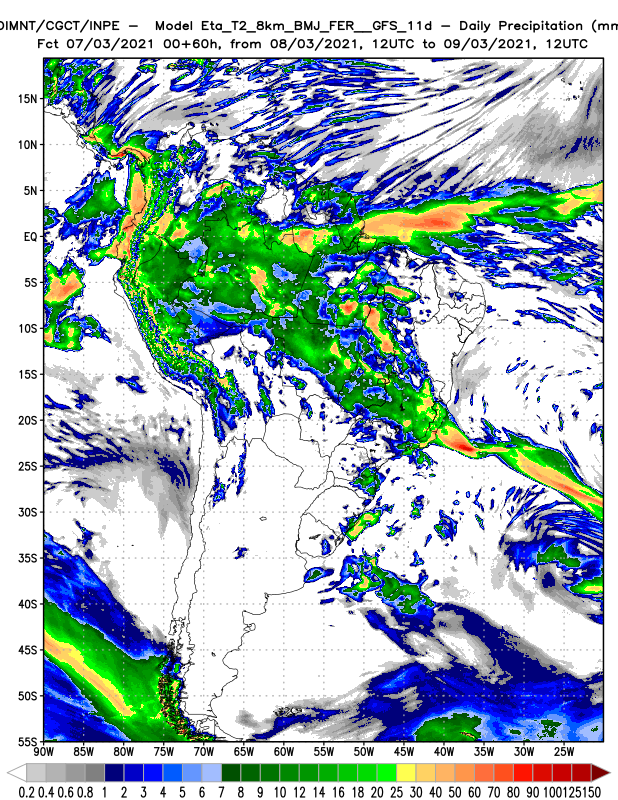 DIMNT/CGCT/INPE — Model Eta_T2_8km_BMJ_FER__GFS_11d — Daily Precipitation (mm
Fct 07/03/2021 00+60h, from 08/03/2021, 12UTC to 09/03/2021, 12UTC
15N
10N
5N
EQ
5S
10S
15S
20S
25S
30S
35S
40S
45S
50S
55S
90W 85W 80W 75W 70W 65W 60W 55W 50W 45W 40W 35W 30W 25W
0.2 0.4 0.6 0.8 1 2 3 4 5 6 7 8 9 10 12 14 16 18 20 25 30 40 50 60 70 80 90 100 125 150